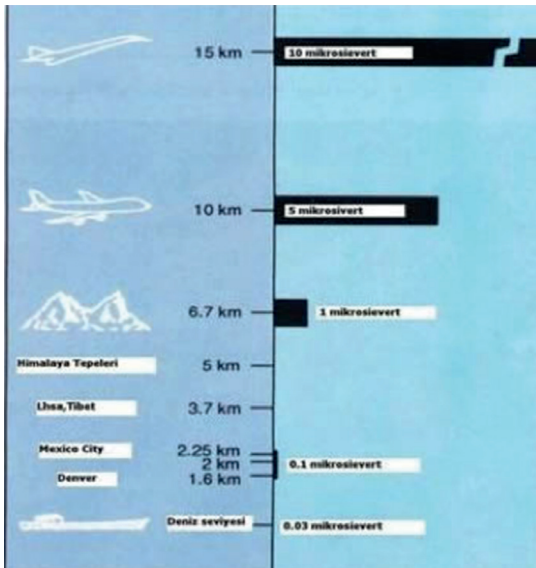 15 km 10 mikrosievert
10 km 5 mikrosivert
6.7 km 1 mikrosievert
Himalaya Tepeleri 5 km
Lhsa,Tibet 3.7 km
Mexico City 2.25 km
2 km 0.1 mikrosievert
Denver 1.6 km
Deniz seviyesi 0.03 mikrosievert